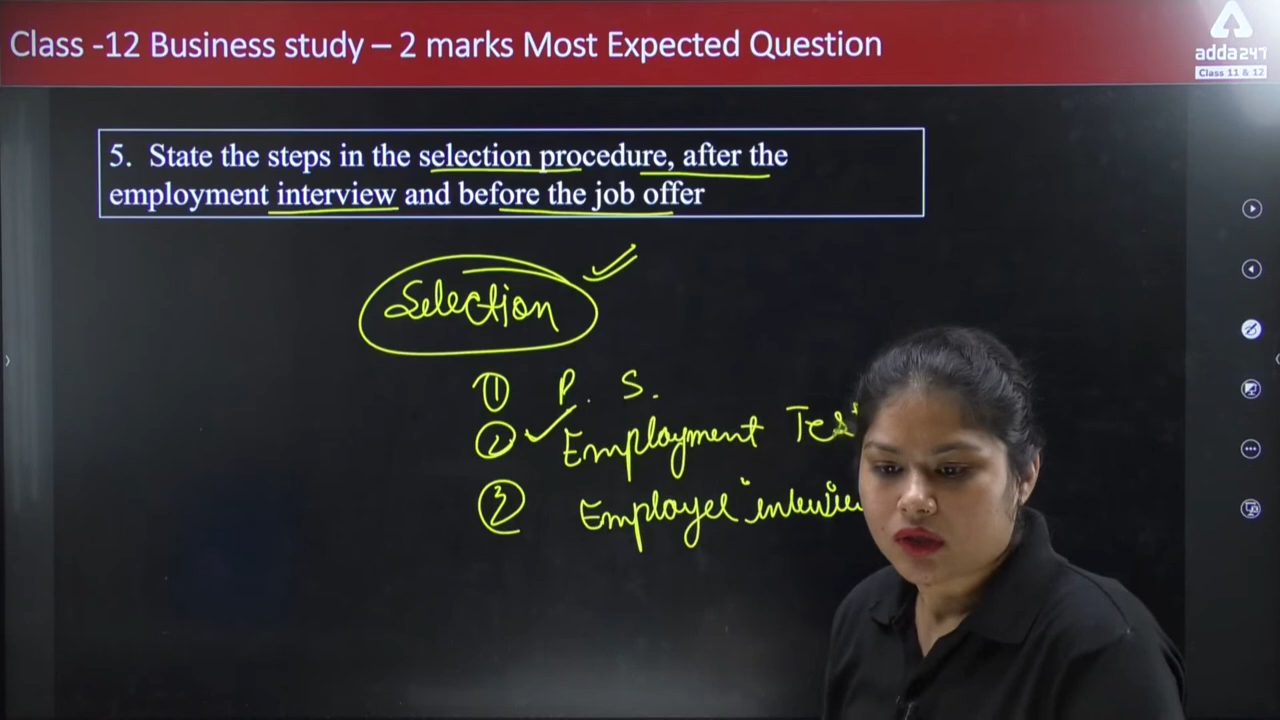 Class -12 Business study – 2 marks Most Expected Question
adda247
Class 11 & 12
5. State the steps in the selection procedure, after the
employment interview and before the job offer
Selection
① P. S.
② Employment Tes
③ Employee interview